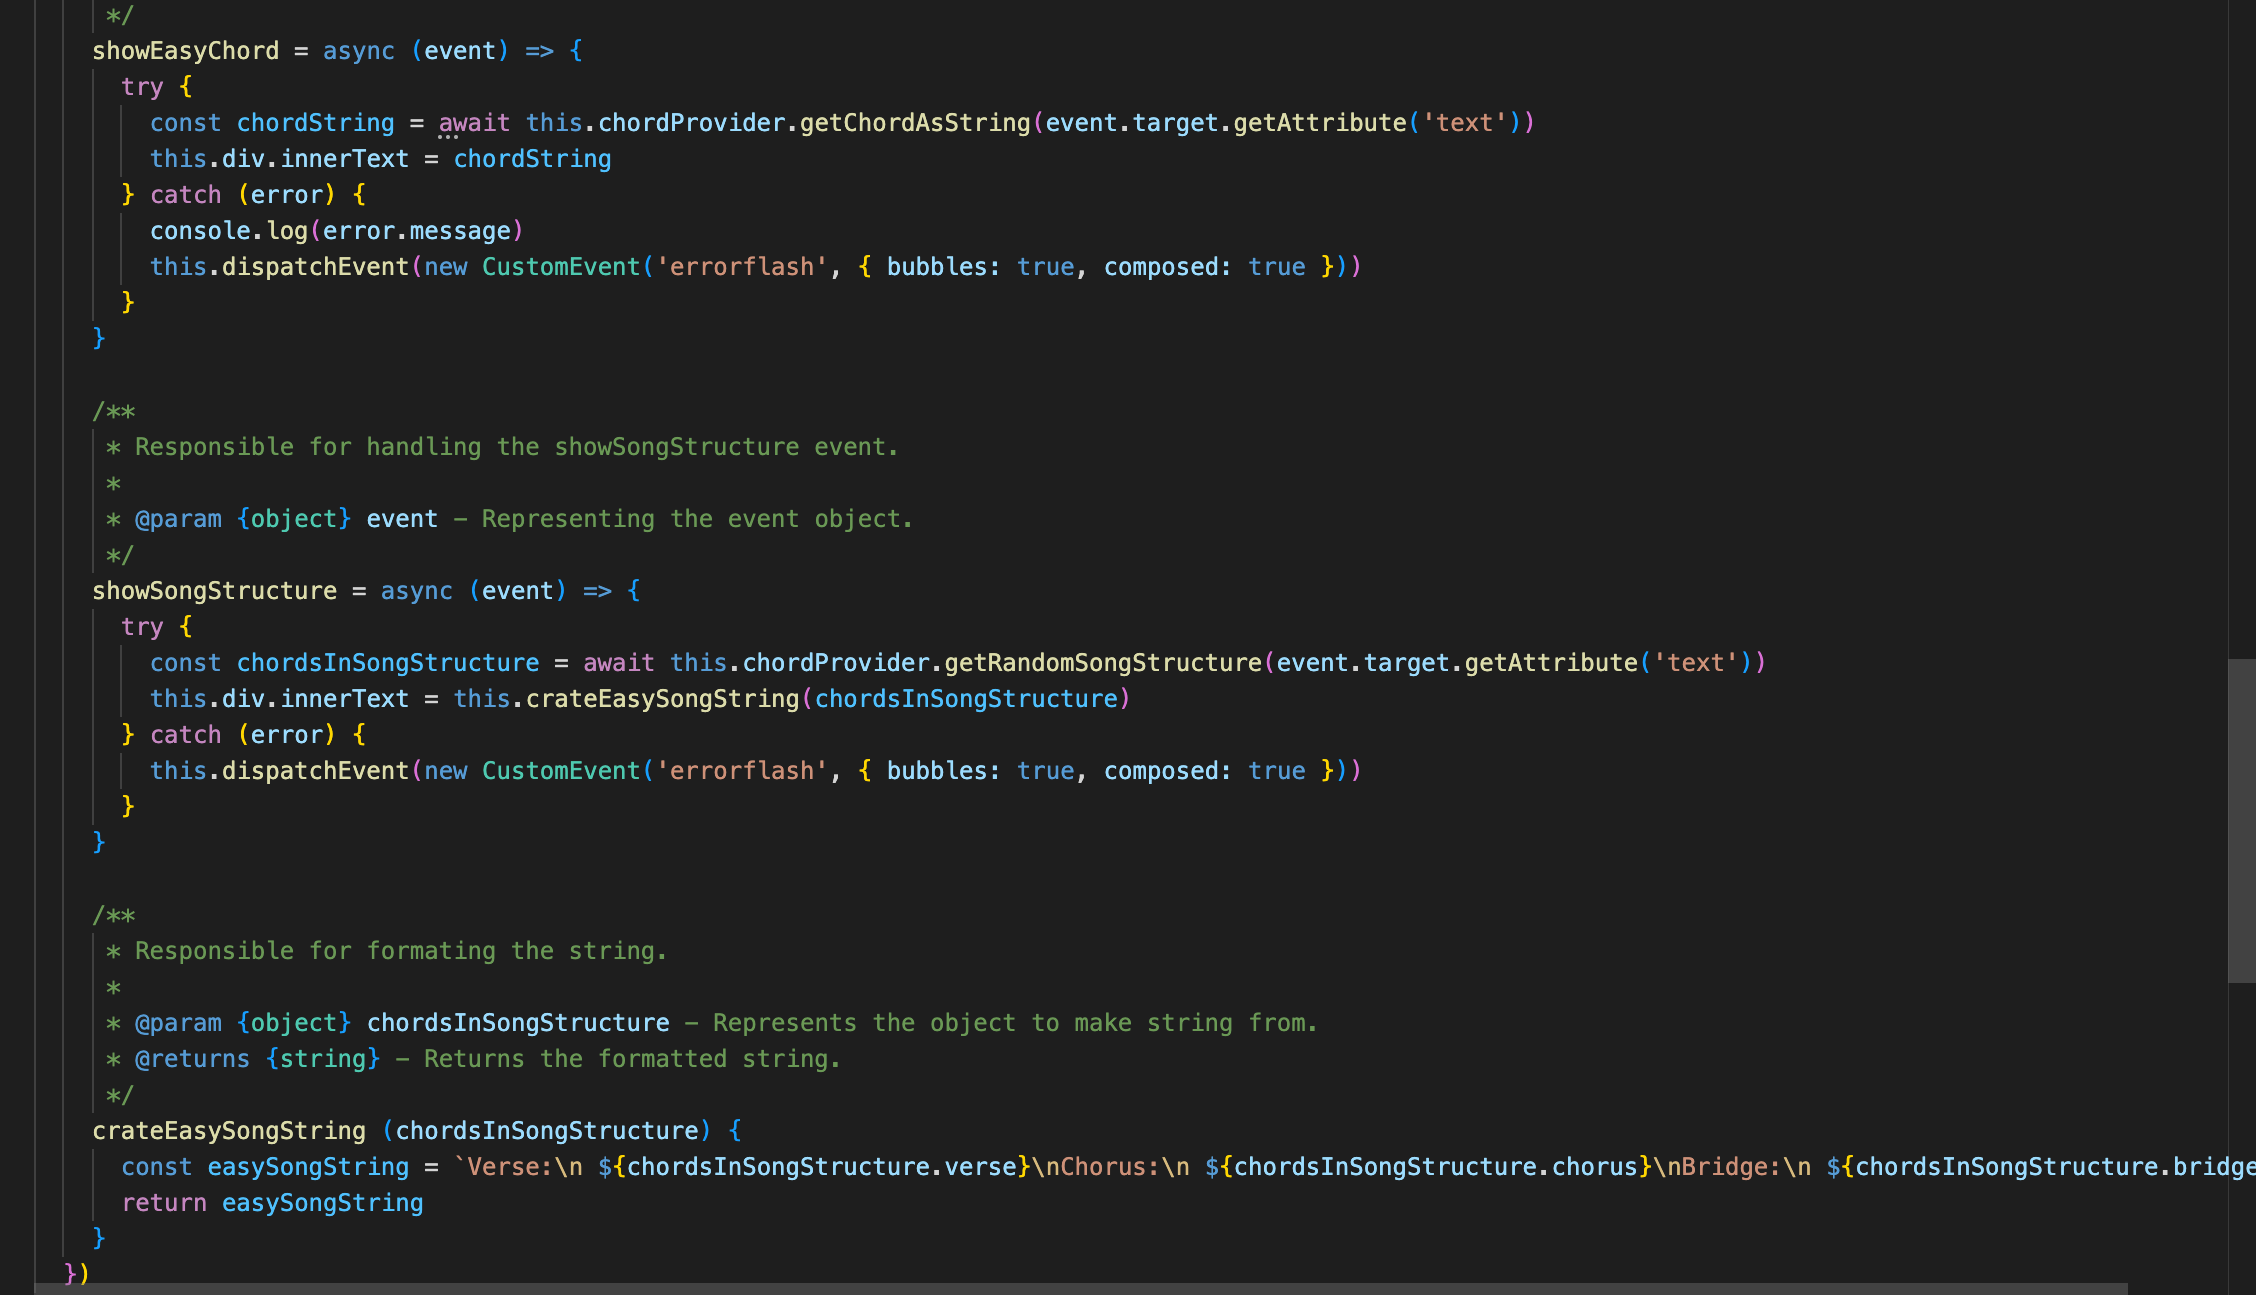 */
showEasyChord = async (event) => {
try {
const chordString = await this.chordProvider.getChordAsString(event.target.getAttribute('text'))
this.div.innerText = chordString
} catch (error) {
console.log(error.message)
this.dispatchEvent(new CustomEvent('errorflash', { bubbles: true, composed: true }))
}
}
/**
* Responsible for handling the showSongStructure event.
*
* @param {object} event – Representing the event object.
*/
showSongStructure = async (event) => {
try {
const chordsInSongStructure = await this.chordProvider.getRandomSongStructure(event.target.getAttribute('text'))
this.div.innerText = this.crateEasySongString(chordsInSongStructure)
} catch (error) {
this.dispatchEvent(new CustomEvent('errorflash', { bubbles: true, composed: true }))
}
}
/**
* Responsible for formating the string.
*
* @param {object} chordsInSongStructure – Represents the object to make string from.
* @returns {string} – Returns the formatted string.
*/
crateEasySongString (chordsInSongStructure) {
const easySongString = `Verse:\n ${chordsInSongStructure.verse}\nChorus:\n ${chordsInSongStructure.chorus}\nBridge:\n ${chordsInSongStructure.bridge
return easySongString
}
})